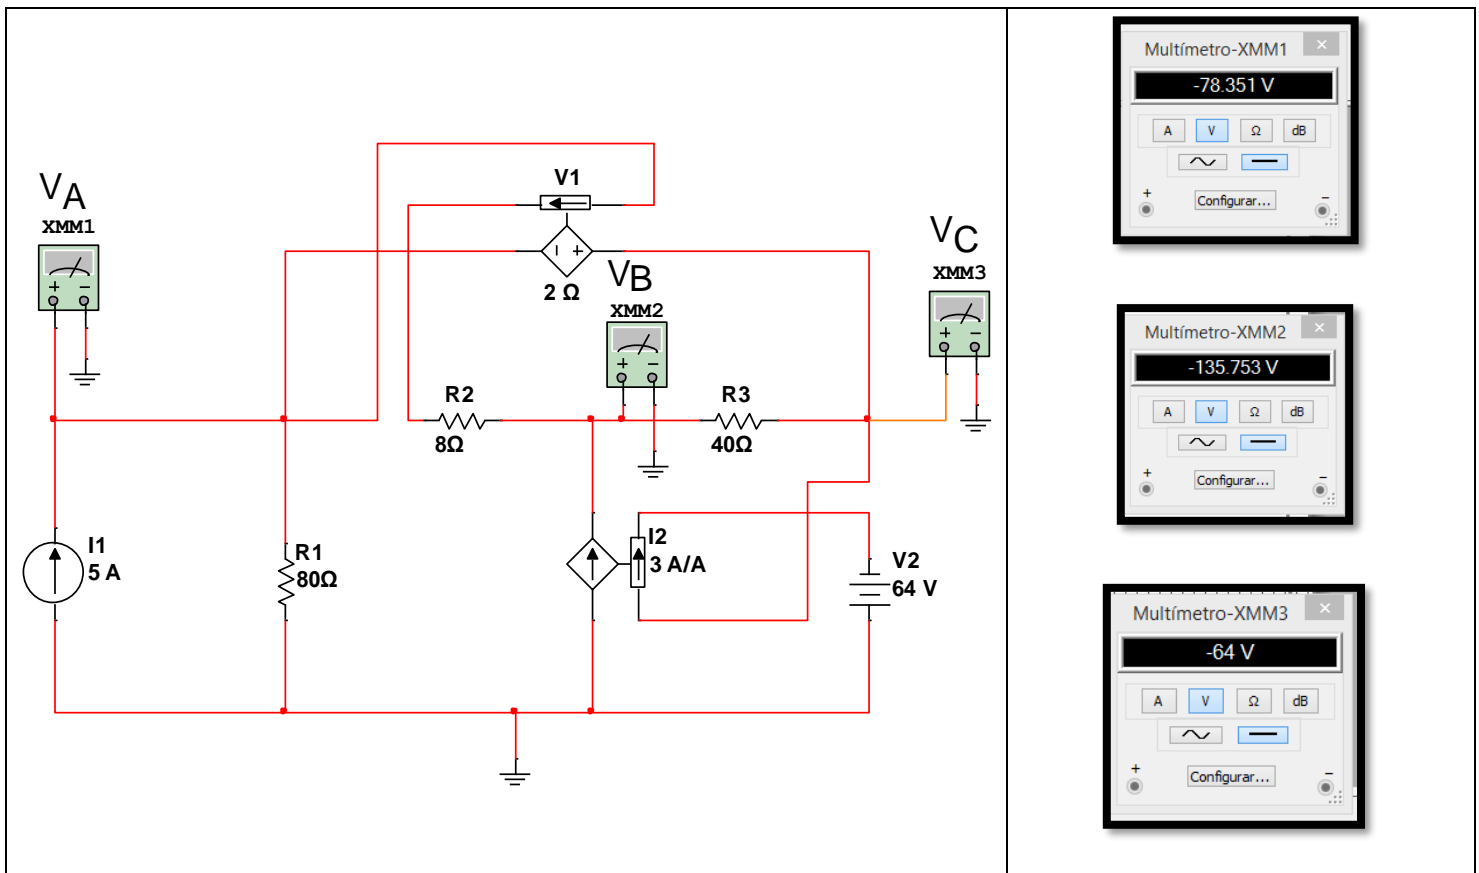 VA
XMM1
+ −
V1
− +
2 Ω
VB
XMM2
+ −
VC
XMM3
+ −
R2
8Ω
R3
40Ω
I1
5 A
R1
80Ω
I2
3 A/A
V2
64 V
Multímetro-XMM1
-78.351 V
A V Ω dB
+ −
Configurar...
Multímetro-XMM2
-135.753 V
A V Ω dB
+ −
Configurar...
Multímetro-XMM3
-64 V
A V Ω dB
+ −
Configurar...